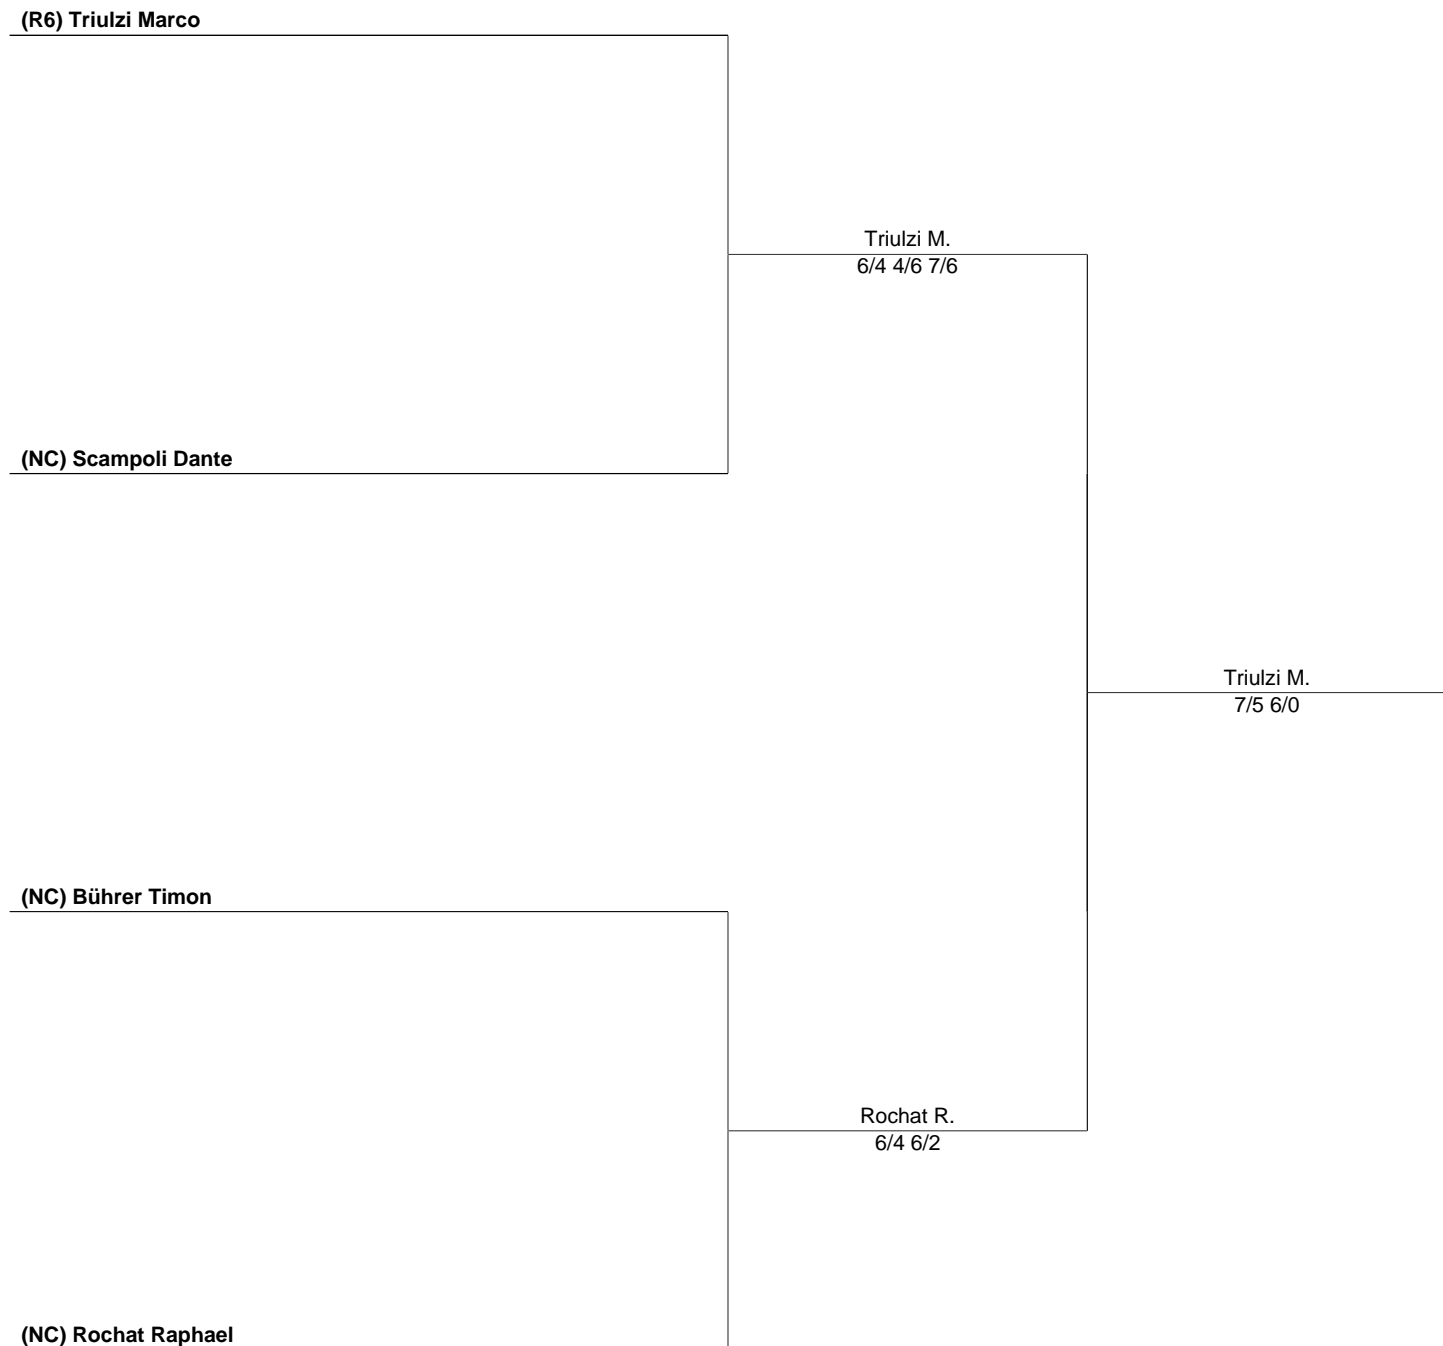 (R6) Triulzi Marco
Triulzi M.
6/4 4/6 7/6
(NC) Scampoli Dante
Triulzi M.
7/5 6/0
(NC) Bührer Timon
Rochat R.
6/4 6/2
(NC) Rochat Raphael